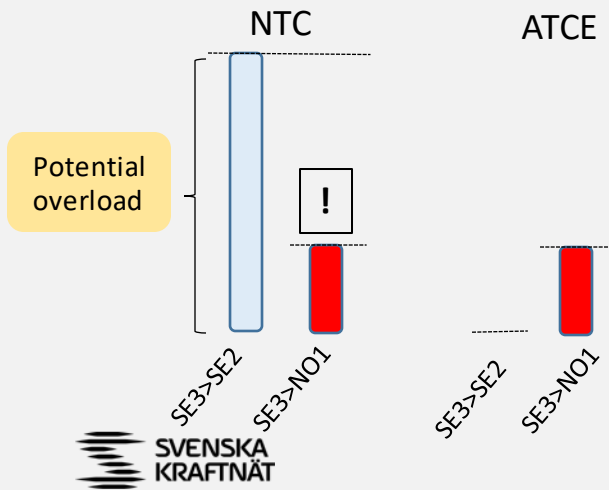 NTC
ATCE
Potential
overload
!
SE3>SE2
SE3>NO1
SE3>SE2
SE3>NO1
SVENSKA
KRAFTNÄT